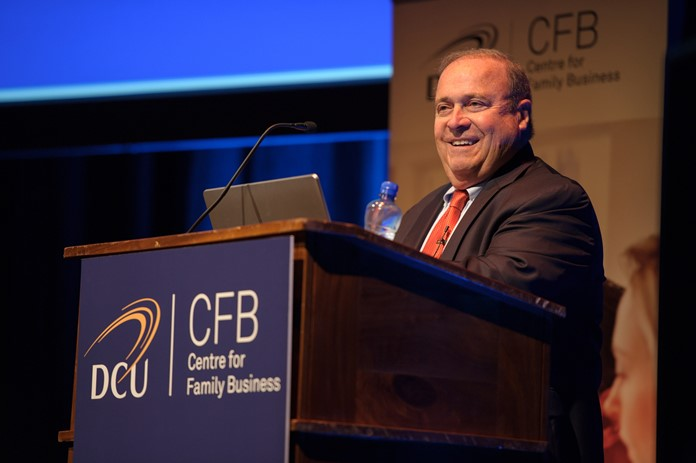 CFB
Centre for
Family Business
DCU
CFB
Centre for
Family Business